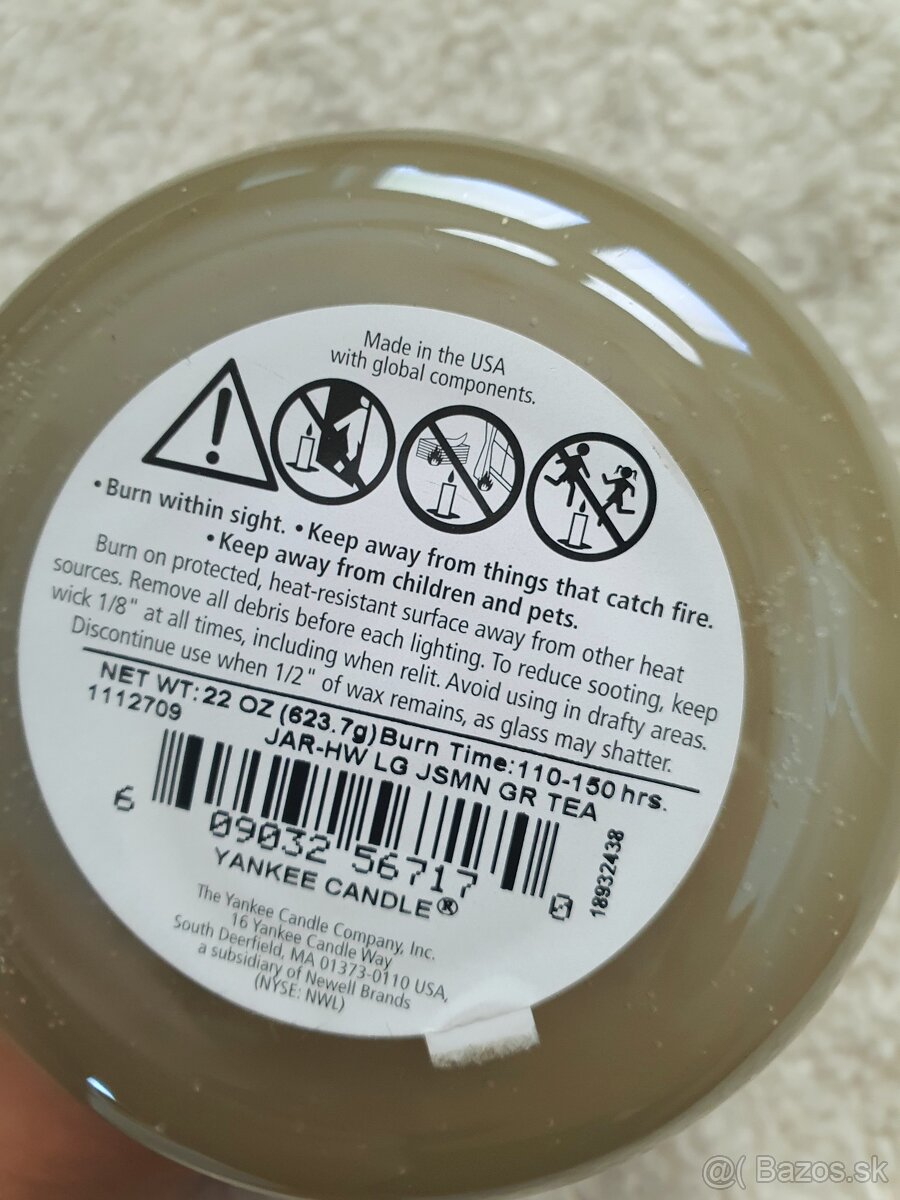 Made in the USA
with global components.
• Burn within sight. • Keep away from things that catch fire.
• Keep away from children and pets.
Burn on protected, heat-resistant surface away from other heat
sources. Remove all debris before each lighting. To reduce sooting, keep
wick 1/8" at all times, including when relit. Avoid using in drafty areas.
Discontinue use when 1/2" of wax remains, as glass may shatter.
NET WT:22 OZ (623.7g)Burn Time:110-150 hrs.
1112709
JAR-HW LG JSMN GR TEA
6 09032 56717 0
18932438
YANKEE CANDLE®
The Yankee Candle Company, Inc.
16 Yankee Candle Way
South Deerfield, MA 01373-0110 USA,
a subsidiary of Newell Brands
(NYSE: NWL)
@( Bazos.sk